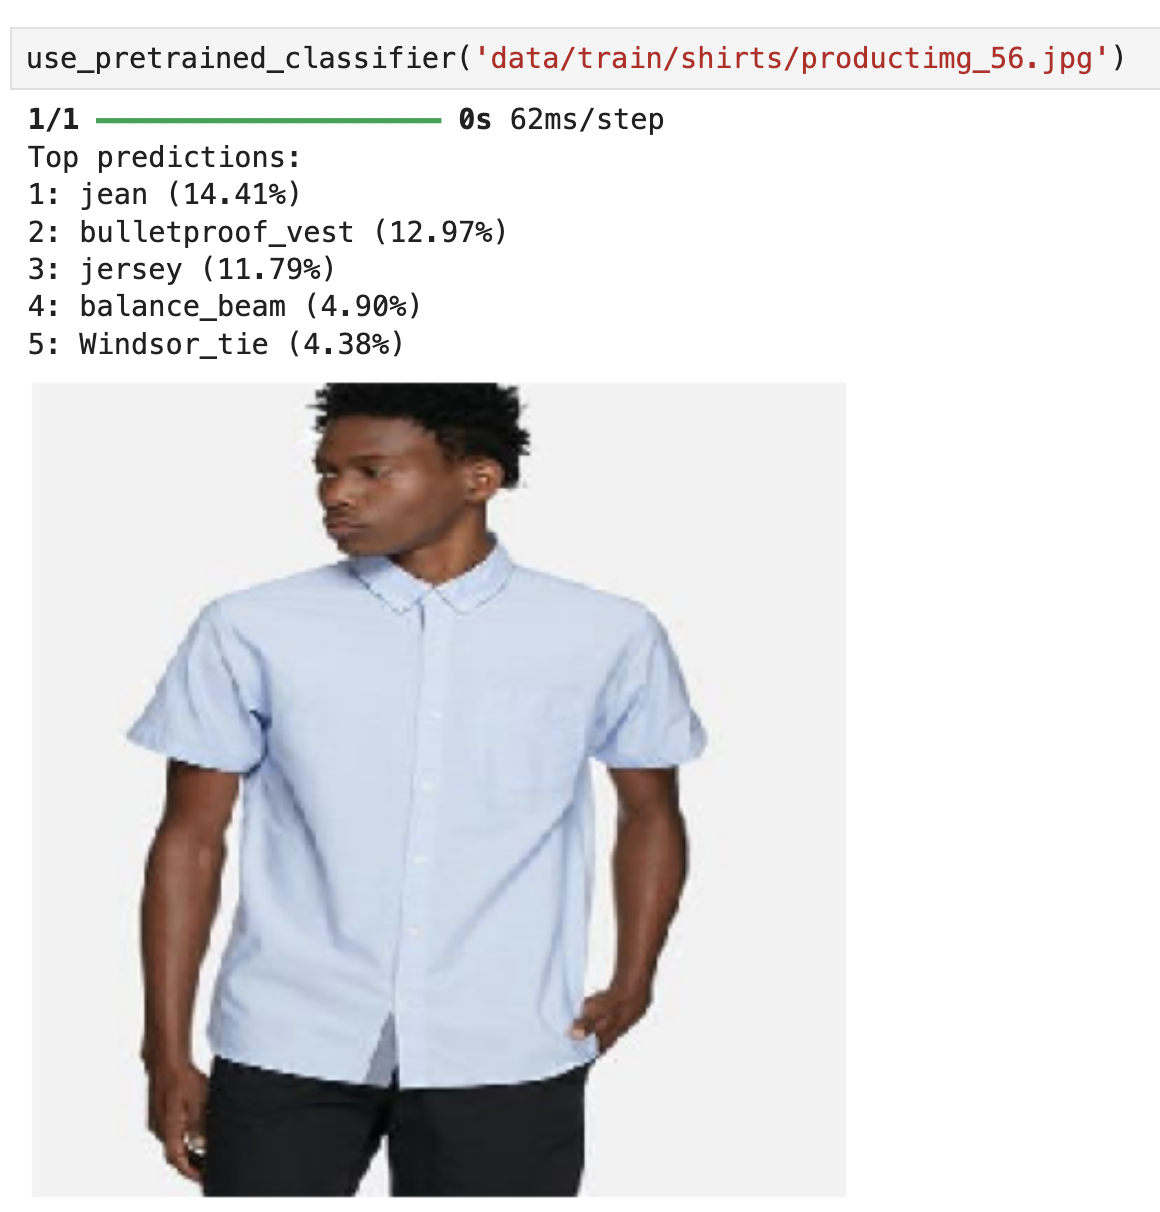 use_pretrained_classifier('data/train/shirts/productimg_56.jpg')
1/1 0s 62ms/step
Top predictions:
1: jean (14.41%)
2: bulletproof_vest (12.97%)
3: jersey (11.79%)
4: balance_beam (4.90%)
5: Windsor_tie (4.38%)